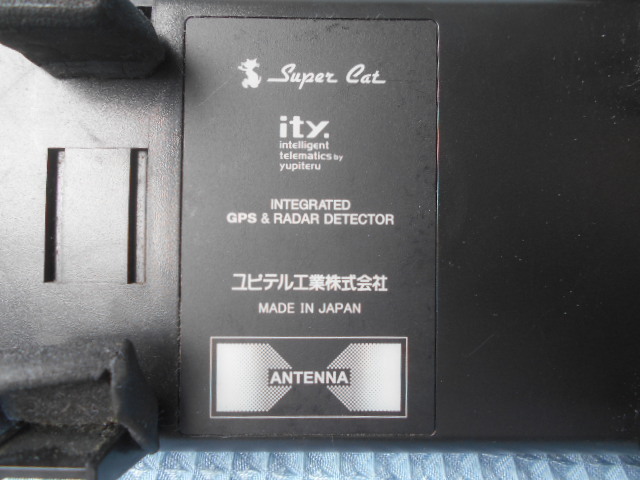 Super Cat
ity.
intelligent
telematics by
yupiteru
INTEGRATED
GPS & RADAR DETECTOR
ユピテル工業株式会社
MADE IN JAPAN
ANTENNA